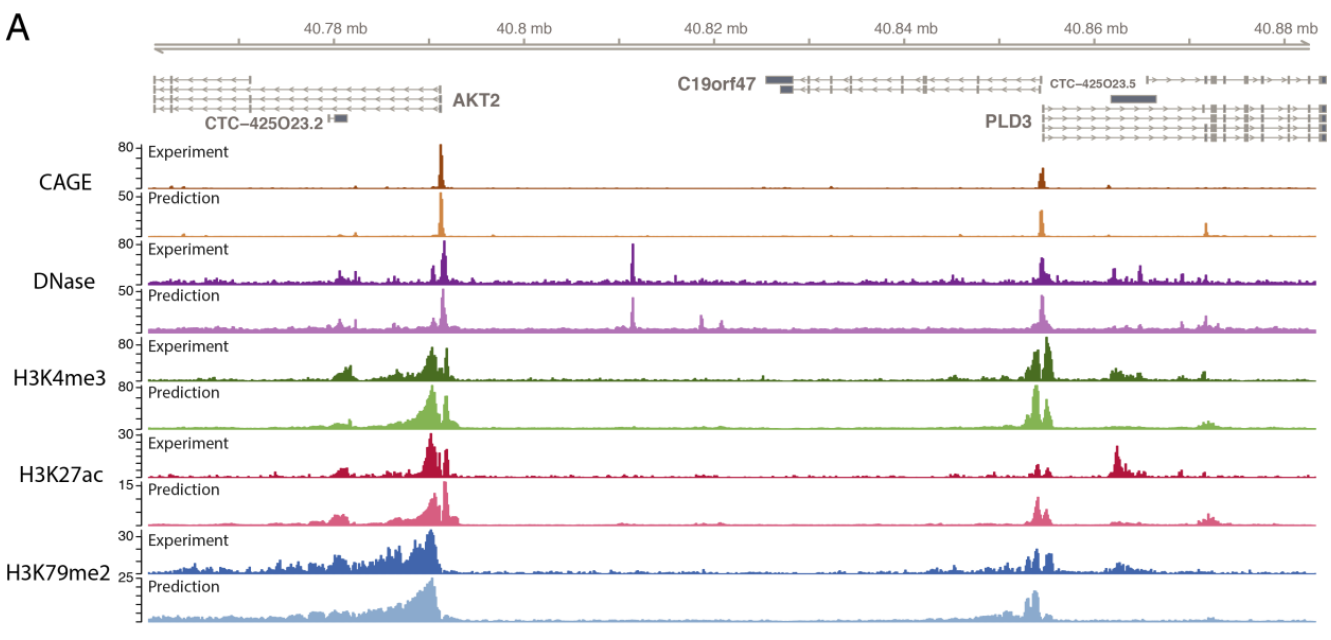 A
40.78 mb 40.8 mb 40.82 mb 40.84 mb 40.86 mb 40.88 mb
C19orf47 CTC–425O23.5
AKT2
CTC–425O23.2 PLD3
80 Experiment
CAGE
50 Prediction
80 Experiment
DNase
50 Prediction
80 Experiment
H3K4me3
80 Prediction
30 Experiment
H3K27ac
15 Prediction
30 Experiment
H3K79me2
25 Prediction